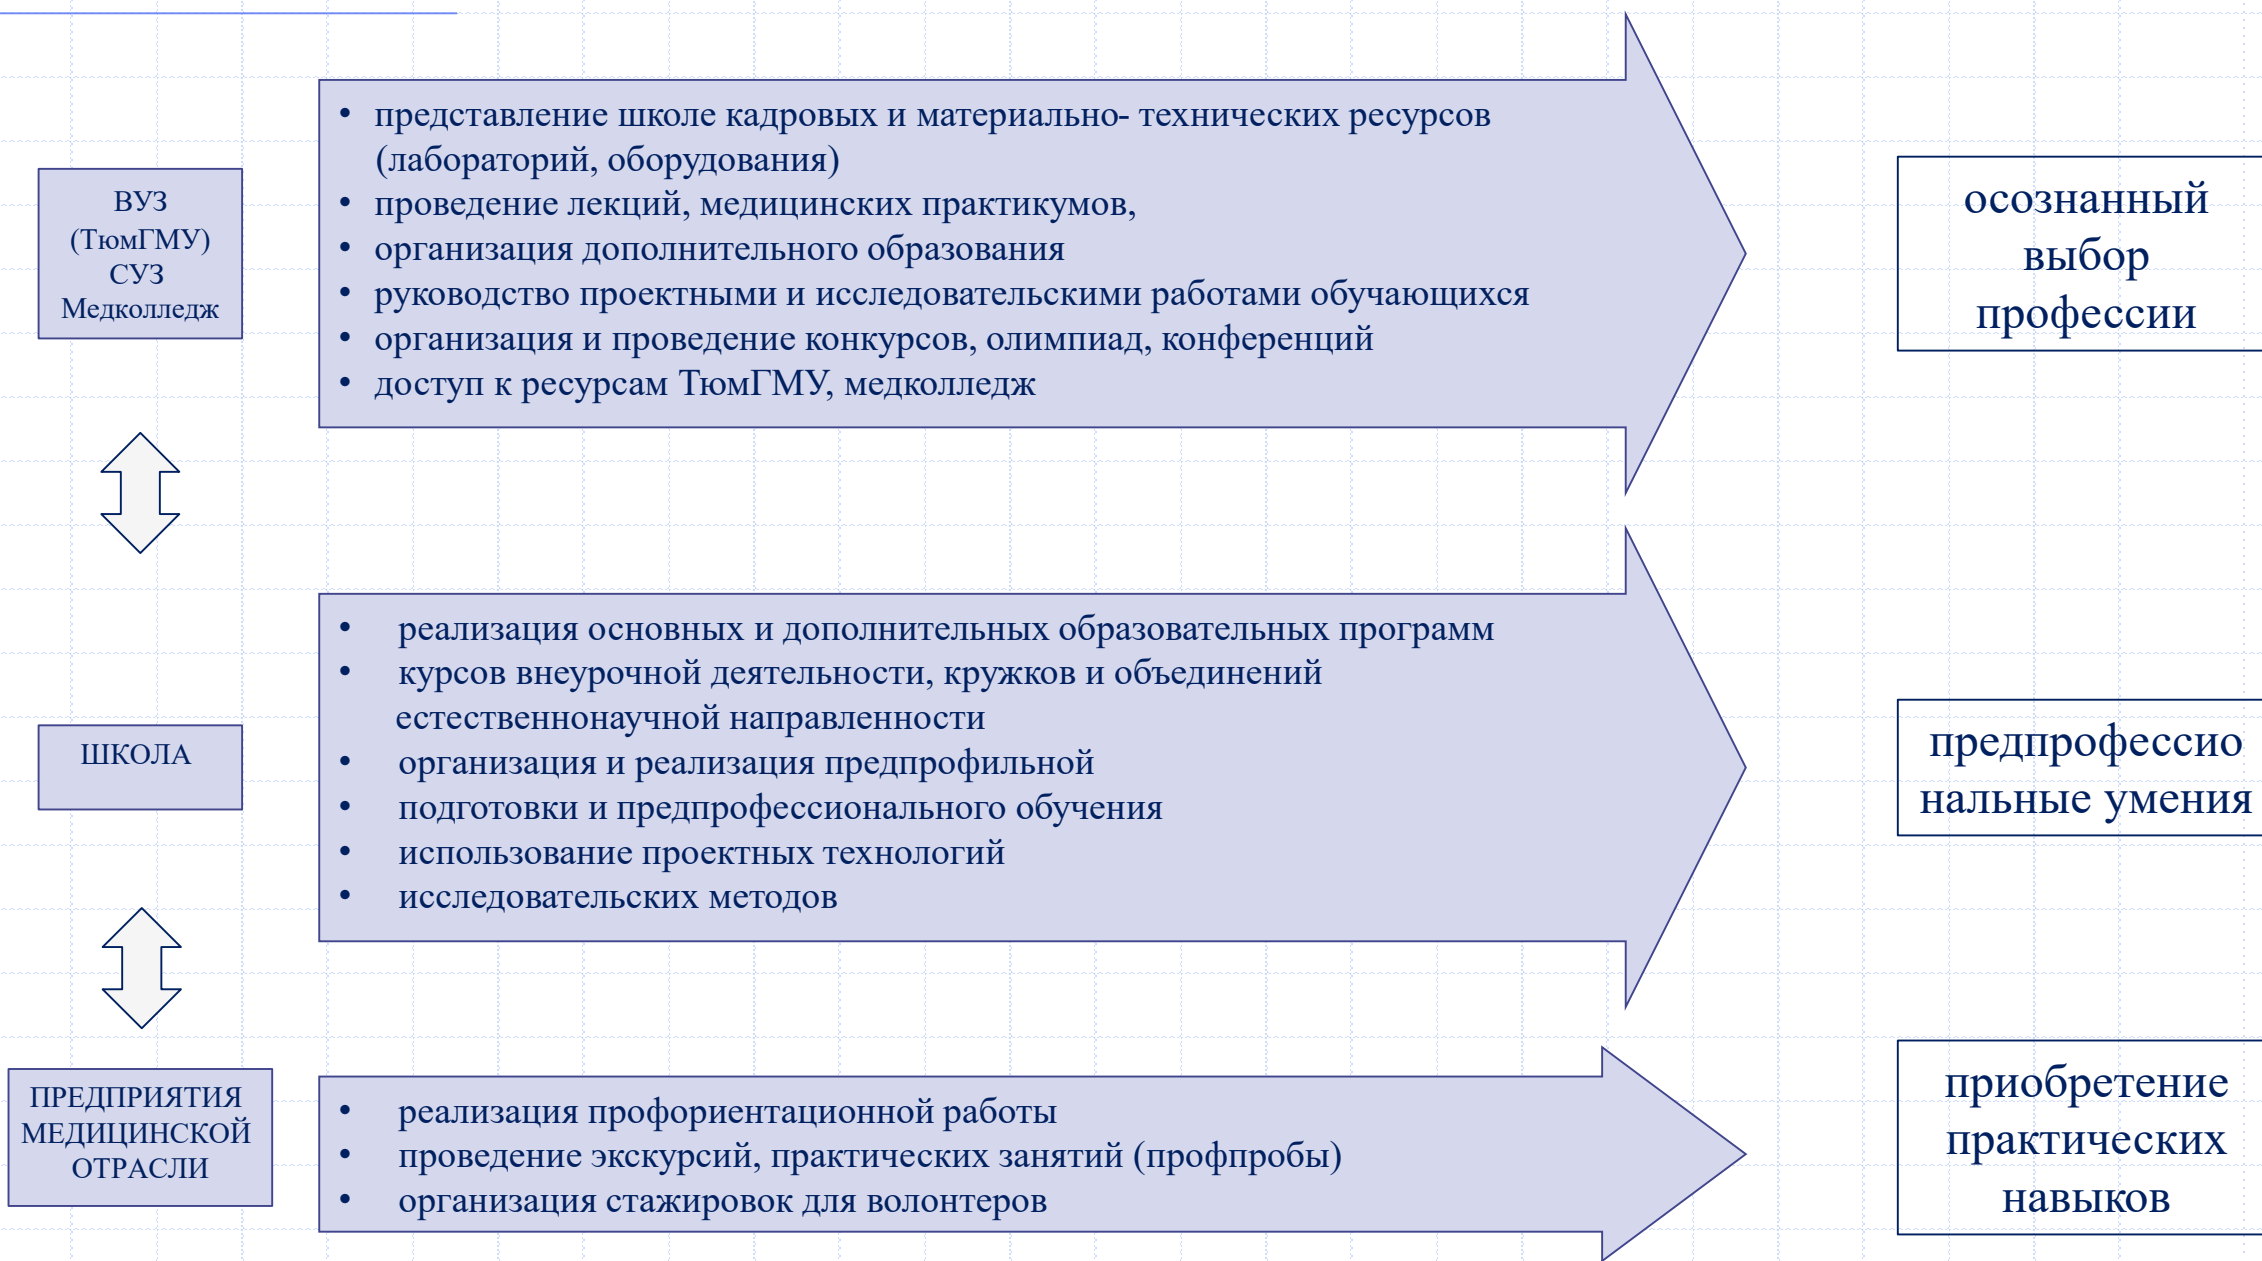 ВУЗ
(ТюмГМУ)
СУЗ
Медколледж
• представление школе кадровых и материально- технических ресурсов
(лабораторий, оборудования)
• проведение лекций, медицинских практикумов,
• организация дополнительного образования
• руководство проектными и исследовательскими работами обучающихся
• организация и проведение конкурсов, олимпиад, конференций
• доступ к ресурсам ТюмГМУ, медколледж
осознанный
выбор
профессии
ШКОЛА
• реализация основных и дополнительных образовательных программ
• курсов внеурочной деятельности, кружков и объединений
естественнонаучной направленности
• организация и реализация предпрофильной
• подготовки и предпрофессионального обучения
• использование проектных технологий
• исследовательских методов
предпрофессио
нальные умения
ПРЕДПРИЯТИЯ
МЕДИЦИНСКОЙ
ОТРАСЛИ
• реализация профориентационной работы
• проведение экскурсий, практических занятий (профпробы)
• организация стажировок для волонтеров
приобретение
практических
навыков